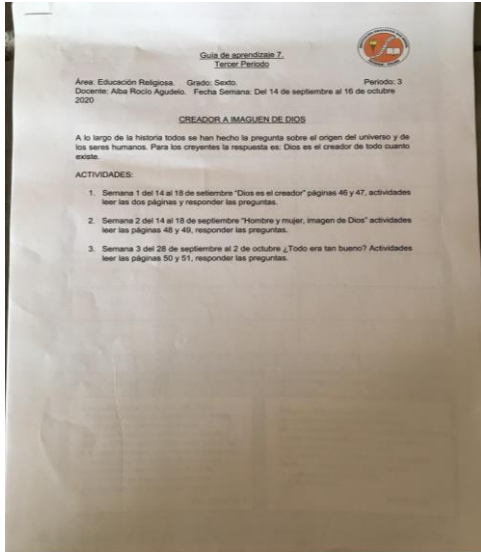 Guía de aprendizaje 7.
Tercer Periodo
Área: Educación Religiosa. Grado: Sexto. Periodo: 3
Docente: Alba Rocío Agudelo. Fecha Semana: Del 14 de septiembre al 16 de octubre
2020
CREADOR A IMAGUEN DE DIOS
A lo largo de la historia todos se han hecho la pregunta sobre el origen del universo y de
los seres humanos. Para los creyentes la respuesta es: Dios es el creador de todo cuanto
existe.
ACTIVIDADES:
1. Semana 1 del 14 al 18 de setiembre "Dios es el creador" páginas 46 y 47, actividades
leer las dos páginas y responder las preguntas.
2. Semana 2 del 14 al 18 de septiembre "Hombre y mujer, imagen de Dios" actividades
leer las páginas 48 y 49, responder las preguntas.
3. Semana 3 del 28 de septiembre al 2 de octubre ¿Todo era tan bueno? Actividades
leer las páginas 50 y 51, responder las preguntas.